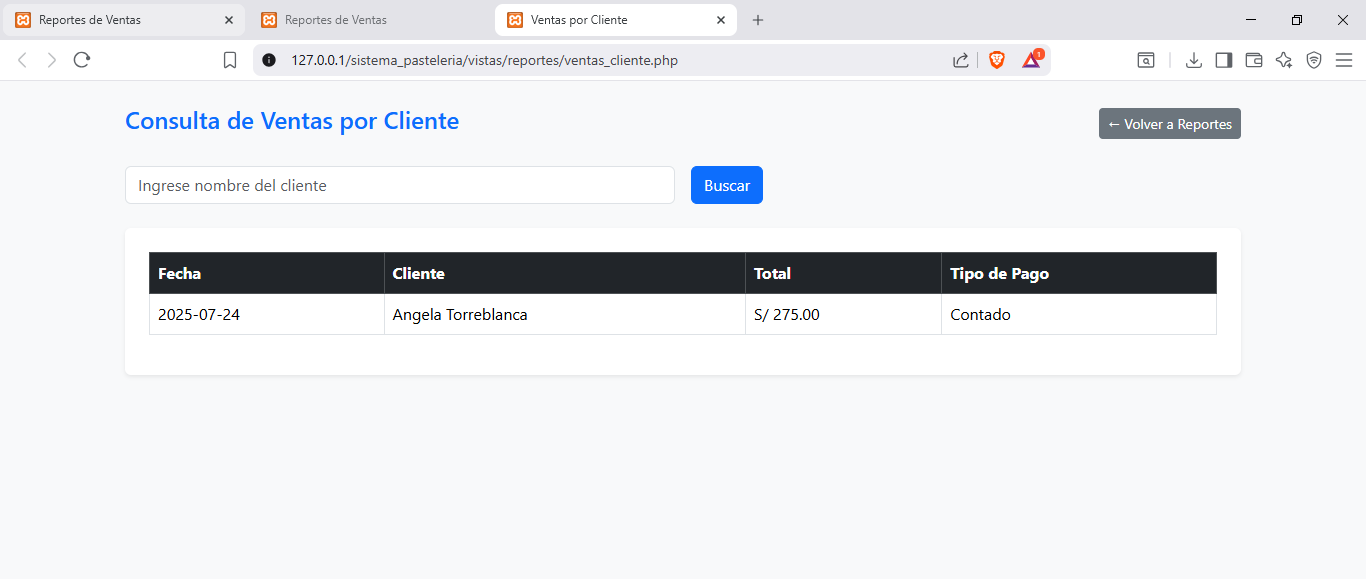 Reportes de Ventas
Reportes de Ventas
Ventas por Cliente
127.0.0.1/sistema_pasteleria/vistas/reportes/ventas_cliente.php
1
Consulta de Ventas por Cliente
← Volver a Reportes
Ingrese nombre del cliente
Buscar
Fecha Cliente Total Tipo de Pago
2025-07-24 Angela Torreblanca S/ 275.00 Contado